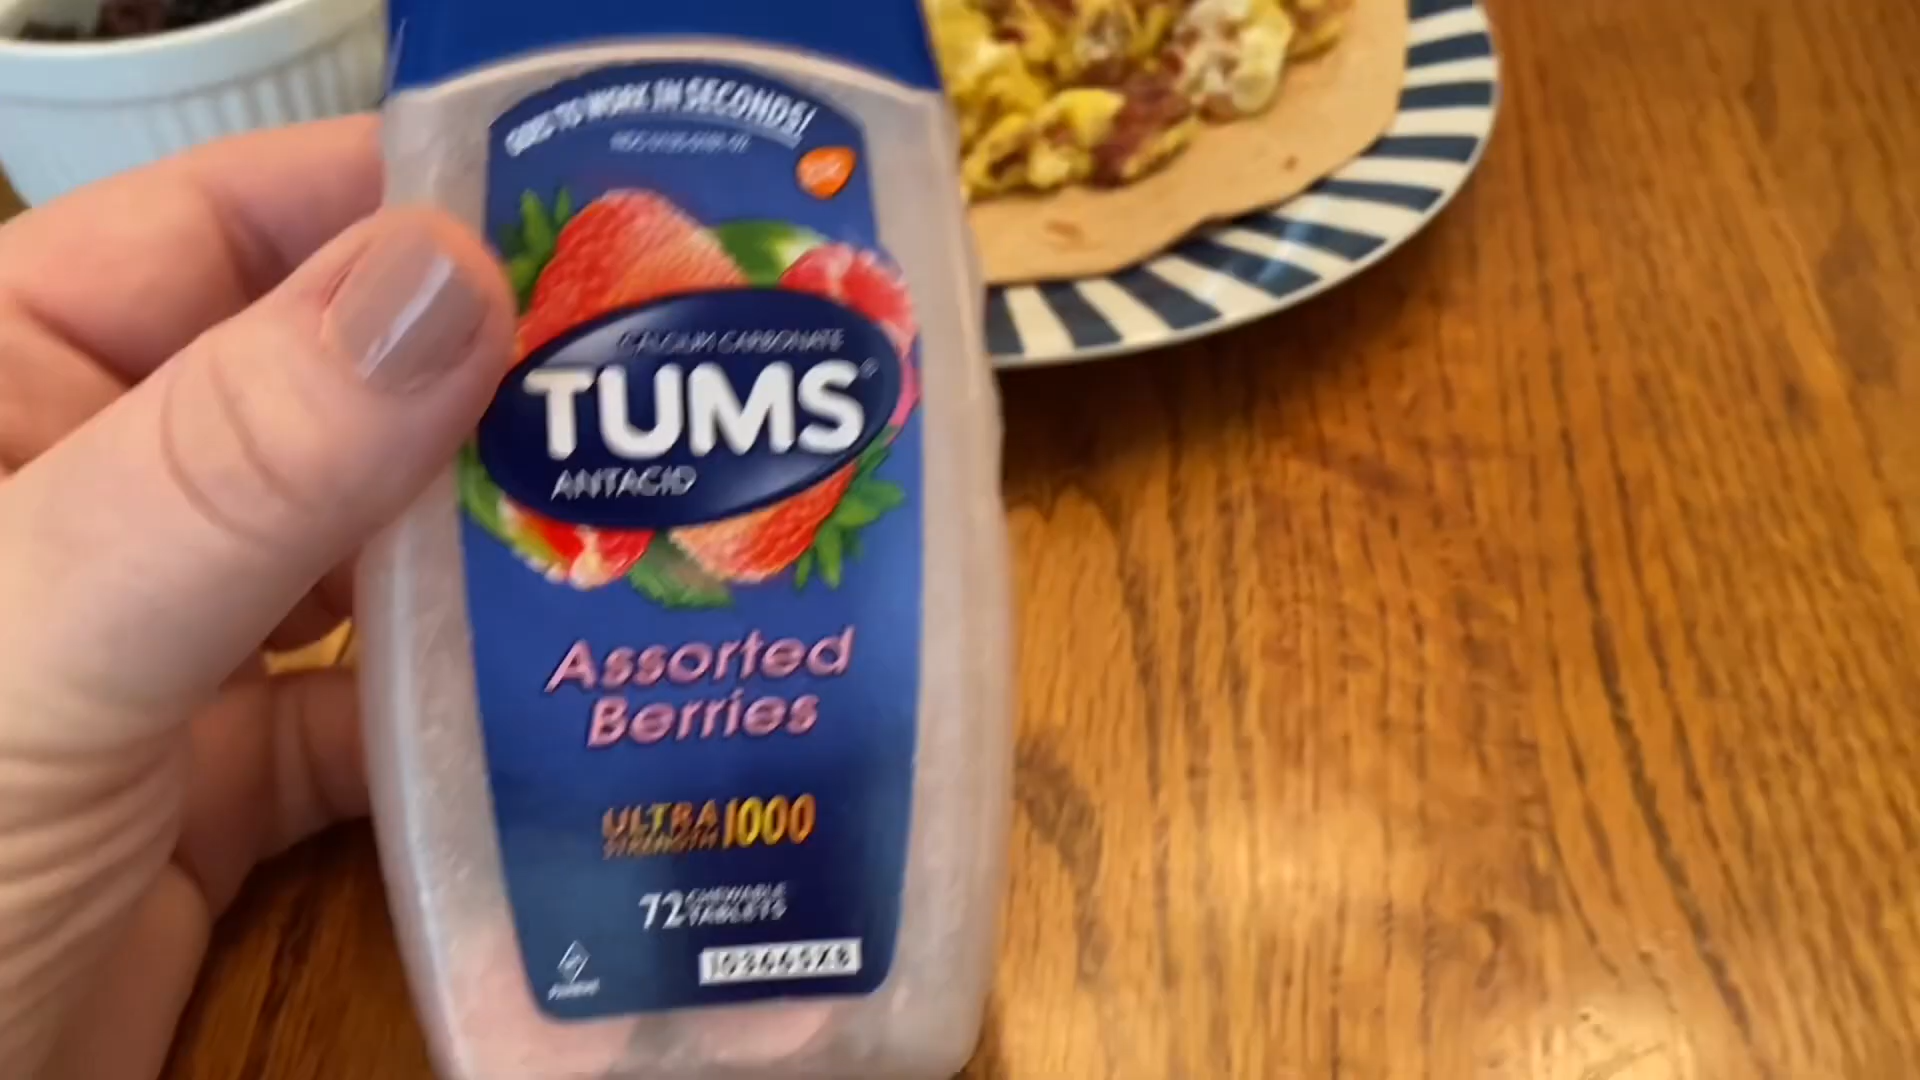 GOES TO WORK IN SECONDS!
CALCIUM CARBONATE
TUMS
ANTACID
Assorted
Berries
ULTRA
STRENGTH 1000
72 CHEWABLE
TABLETS